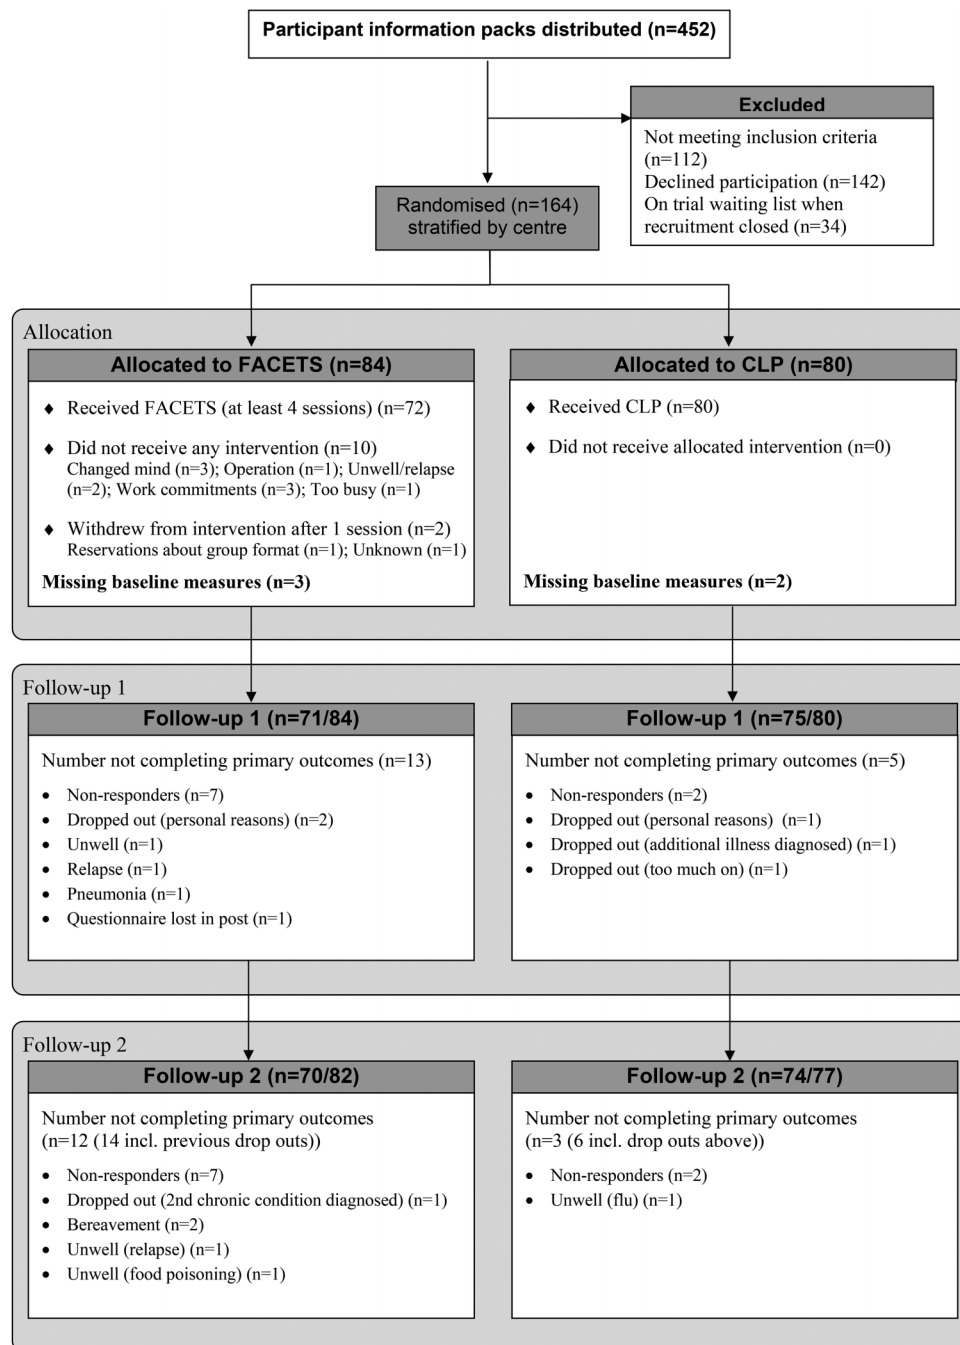 Participant information packs distributed (n=452)
Excluded
Not meeting inclusion criteria
(n=112)
Declined participation (n=142)
On trial waiting list when
recruitment closed (n=34)
Randomised (n=164)
stratified by centre
Allocation
Allocated to FACETS (n=84)
♦ Received FACETS (at least 4 sessions) (n=72)
♦ Did not receive any intervention (n=10)
Changed mind (n=3); Operation (n=1); Unwell/relapse
(n=2); Work commitments (n=3); Too busy (n=1)
♦ Withdrew from intervention after 1 session (n=2)
Reservations about group format (n=1); Unknown (n=1)
Missing baseline measures (n=3)
Allocated to CLP (n=80)
♦ Received CLP (n=80)
♦ Did not receive allocated intervention (n=0)
Missing baseline measures (n=2)
Follow-up 1
Follow-up 1 (n=71/84)
Number not completing primary outcomes (n=13)
• Non-responders (n=7)
• Dropped out (personal reasons) (n=2)
• Unwell (n=1)
• Relapse (n=1)
• Pneumonia (n=1)
• Questionnaire lost in post (n=1)
Follow-up 1 (n=75/80)
Number not completing primary outcomes (n=5)
• Non-responders (n=2)
• Dropped out (personal reasons) (n=1)
• Dropped out (additional illness diagnosed) (n=1)
• Dropped out (too much on) (n=1)
Follow-up 2
Follow-up 2 (n=70/82)
Number not completing primary outcomes
(n=12 (14 incl. previous drop outs))
• Non-responders (n=7)
• Dropped out (2nd chronic condition diagnosed) (n=1)
• Bereavement (n=2)
• Unwell (relapse) (n=1)
• Unwell (food poisoning) (n=1)
Follow-up 2 (n=74/77)
Number not completing primary outcomes
(n=3 (6 incl. drop outs above))
• Non-responders (n=2)
• Unwell (flu) (n=1)